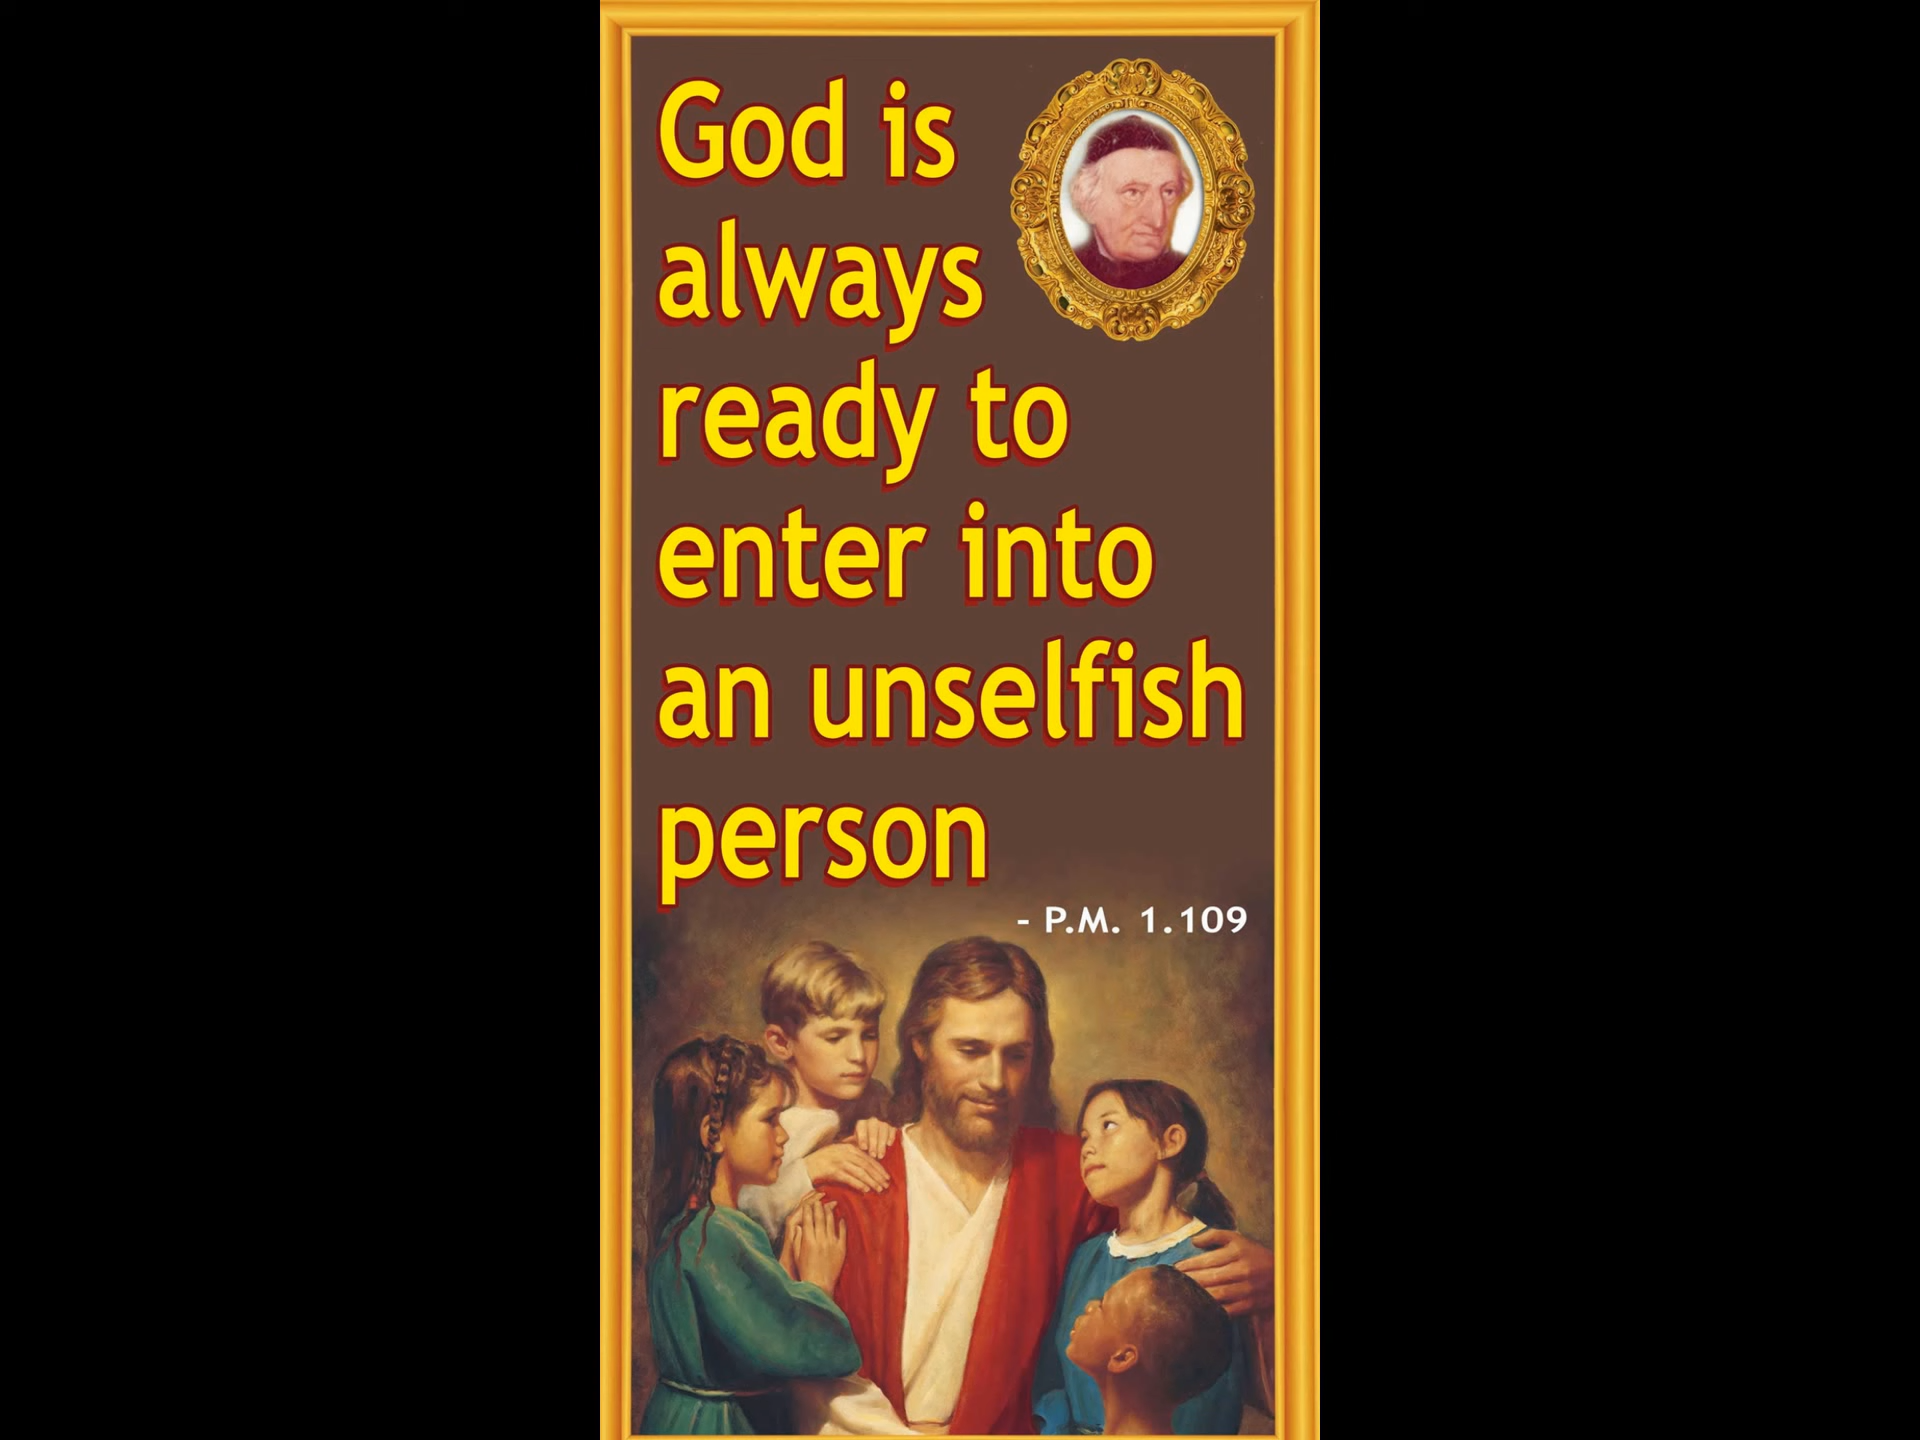 God is
always
ready to
enter into
an unselfish
person
- P.M. 1.109